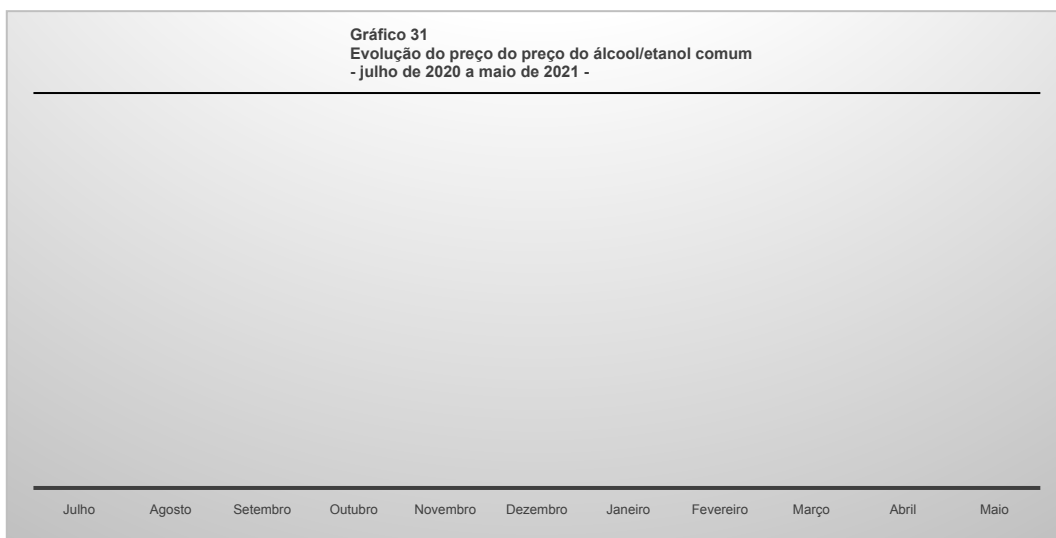 Gráfico 31
Evolução do preço do preço do álcool/etanol comum
- julho de 2020 a maio de 2021 -
Julho Agosto Setembro Outubro Novembro Dezembro Janeiro Fevereiro Março Abril Maio